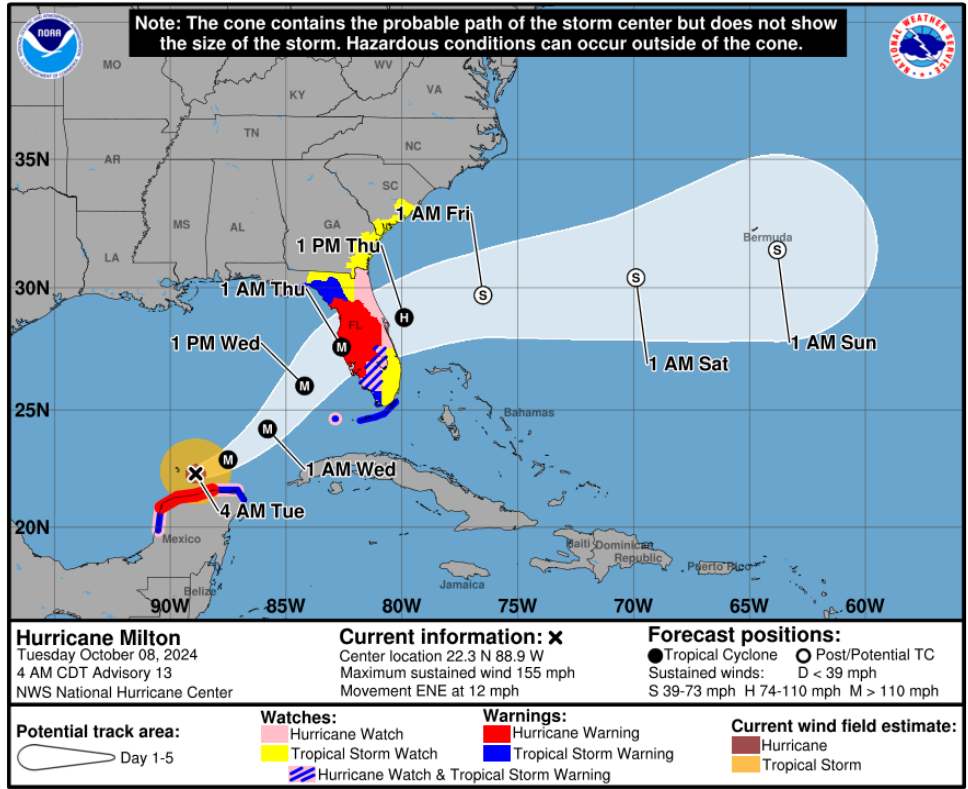 Note: The cone contains the probable path of the storm center but does not show
the size of the storm. Hazardous conditions can occur outside of the cone.
NOAA
NATIONAL WEATHER SERVICE
MO
WV
KY
VA
TN
NC
35N
AR
SC
1 AM Fri
MS
AL
GA
1 PM Thu
Bermuda
LA
30N
1 AM Thu
S
S
S
H
FL
1 PM Wed
M
1 AM Sun
M
1 AM Sat
25N
Bahamas
M
M
1 AM Wed
4 AM Tue
20N
Mexico
Haiti
Dominican
Republic
Puerto Rico
Jamaica
Belize
90W
85W
80W
75W
70W
65W
60W
Hurricane Milton
Tuesday October 08, 2024
4 AM CDT Advisory 13
NWS National Hurricane Center
Current information: ✖
Center location 22.3 N 88.9 W
Maximum sustained wind 155 mph
Movement ENE at 12 mph
Forecast positions:
Tropical Cyclone Post/Potential TC
Sustained winds: D < 39 mph
S 39-73 mph H 74-110 mph M > 110 mph
Potential track area:
Day 1-5
Watches:
Hurricane Watch
Tropical Storm Watch
Warnings:
Hurricane Warning
Tropical Storm Warning
Hurricane Watch & Tropical Storm Warning
Current wind field estimate:
Hurricane
Tropical Storm